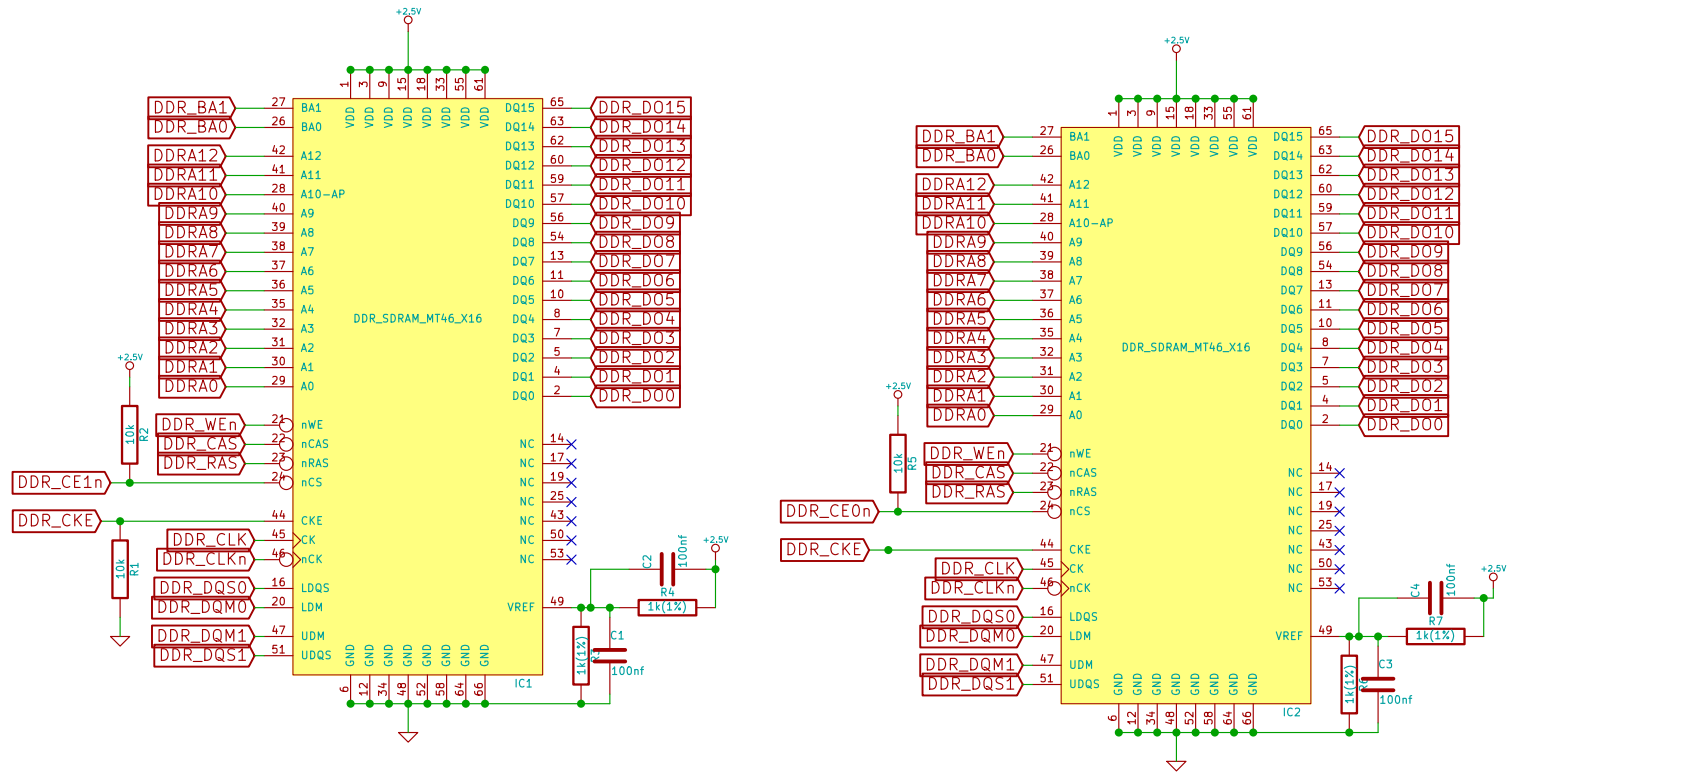 +2.5V
1 3 9 15 18 33 55 61
VDD VDD VDD VDD VDD VDD VDD VDD
DDR_BA1 27 BA1 DQ15 65 DDR_DO15
DDR_BA0 26 BA0 DQ14 63 DDR_DO14
DQ13 62 DDR_DO13
DDRA12 42 A12 DQ12 60 DDR_DO12
DDRA11 41 A11 DQ11 59 DDR_DO11
DDRA10 28 A10-AP DQ10 57 DDR_DO10
DDRA9 40 A9 DQ9 56 DDR_DO9
DDRA8 39 A8 DQ8 54 DDR_DO8
DDRA7 38 A7 DQ7 13 DDR_DO7
DDRA6 37 A6 DQ6 11 DDR_DO6
DDRA5 36 A5 DQ5 10 DDR_DO5
DDRA4 35 A4 DQ4 8 DDR_DO4
DDR_SDRAM_MT46_X16
DDRA3 32 A3 DQ3 7 DDR_DO3
DDRA2 31 A2 DQ2 5 DDR_DO2
DDRA1 30 A1 DQ1 4 DDR_DO1
DDRA0 29 A0 DQ0 2 DDR_DO0
+2.5V
10k R2
DDR_WEn 21 nWE
DDR_CAS 22 nCAS NC 14
DDR_RAS 23 nRAS NC 17
DDR_CE1n 24 nCS NC 19
NC 25
DDR_CKE 44 CKE NC 43
DDR_CLK 45 CK NC 50
DDR_CLKn 46 nCK NC 53
10k R1
DDR_DQS0 16 LDQS
DDR_DQM0 20 LDM VREF 49
DDR_DQM1 47 UDM
DDR_DQS1 51 UDQS
C2 100nf
+2.5V
R4
1k(1%)
1k(1%)
C1
100nf
GND GND GND GND GND GND GND GND
IC1
6 12 34 48 52 58 64 66
+2.5V
1 3 9 15 18 33 55 61
VDD VDD VDD VDD VDD VDD VDD VDD
DDR_BA1 27 BA1 DQ15 65 DDR_DO15
DDR_BA0 26 BA0 DQ14 63 DDR_DO14
DQ13 62 DDR_DO13
DDRA12 42 A12 DQ12 60 DDR_DO12
DDRA11 41 A11 DQ11 59 DDR_DO11
DDRA10 28 A10-AP DQ10 57 DDR_DO10
DDRA9 40 A9 DQ9 56 DDR_DO9
DDRA8 39 A8 DQ8 54 DDR_DO8
DDRA7 38 A7 DQ7 13 DDR_DO7
DDRA6 37 A6 DQ6 11 DDR_DO6
DDRA5 36 A5 DQ5 10 DDR_DO5
DDRA4 35 A4 DQ4 8 DDR_DO4
DDR_SDRAM_MT46_X16
DDRA3 32 A3 DQ3 7 DDR_DO3
DDRA2 31 A2 DQ2 5 DDR_DO2
DDRA1 30 A1 DQ1 4 DDR_DO1
DDRA0 29 A0 DQ0 2 DDR_DO0
+2.5V
10k R5
DDR_WEn 21 nWE
DDR_CAS 22 nCAS NC 14
DDR_RAS 23 nRAS NC 17
DDR_CE0n 24 nCS NC 19
NC 25
DDR_CKE 44 CKE NC 43
DDR_CLK 45 CK NC 50
DDR_CLKn 46 nCK NC 53
DDR_DQS0 16 LDQS
DDR_DQM0 20 LDM VREF 49
DDR_DQM1 47 UDM
DDR_DQS1 51 UDQS
C4 100nf
+2.5V
R7
1k(1%)
1k(1%) R6
C3
100nf
GND GND GND GND GND GND GND GND
IC2
6 12 34 48 52 58 64 66